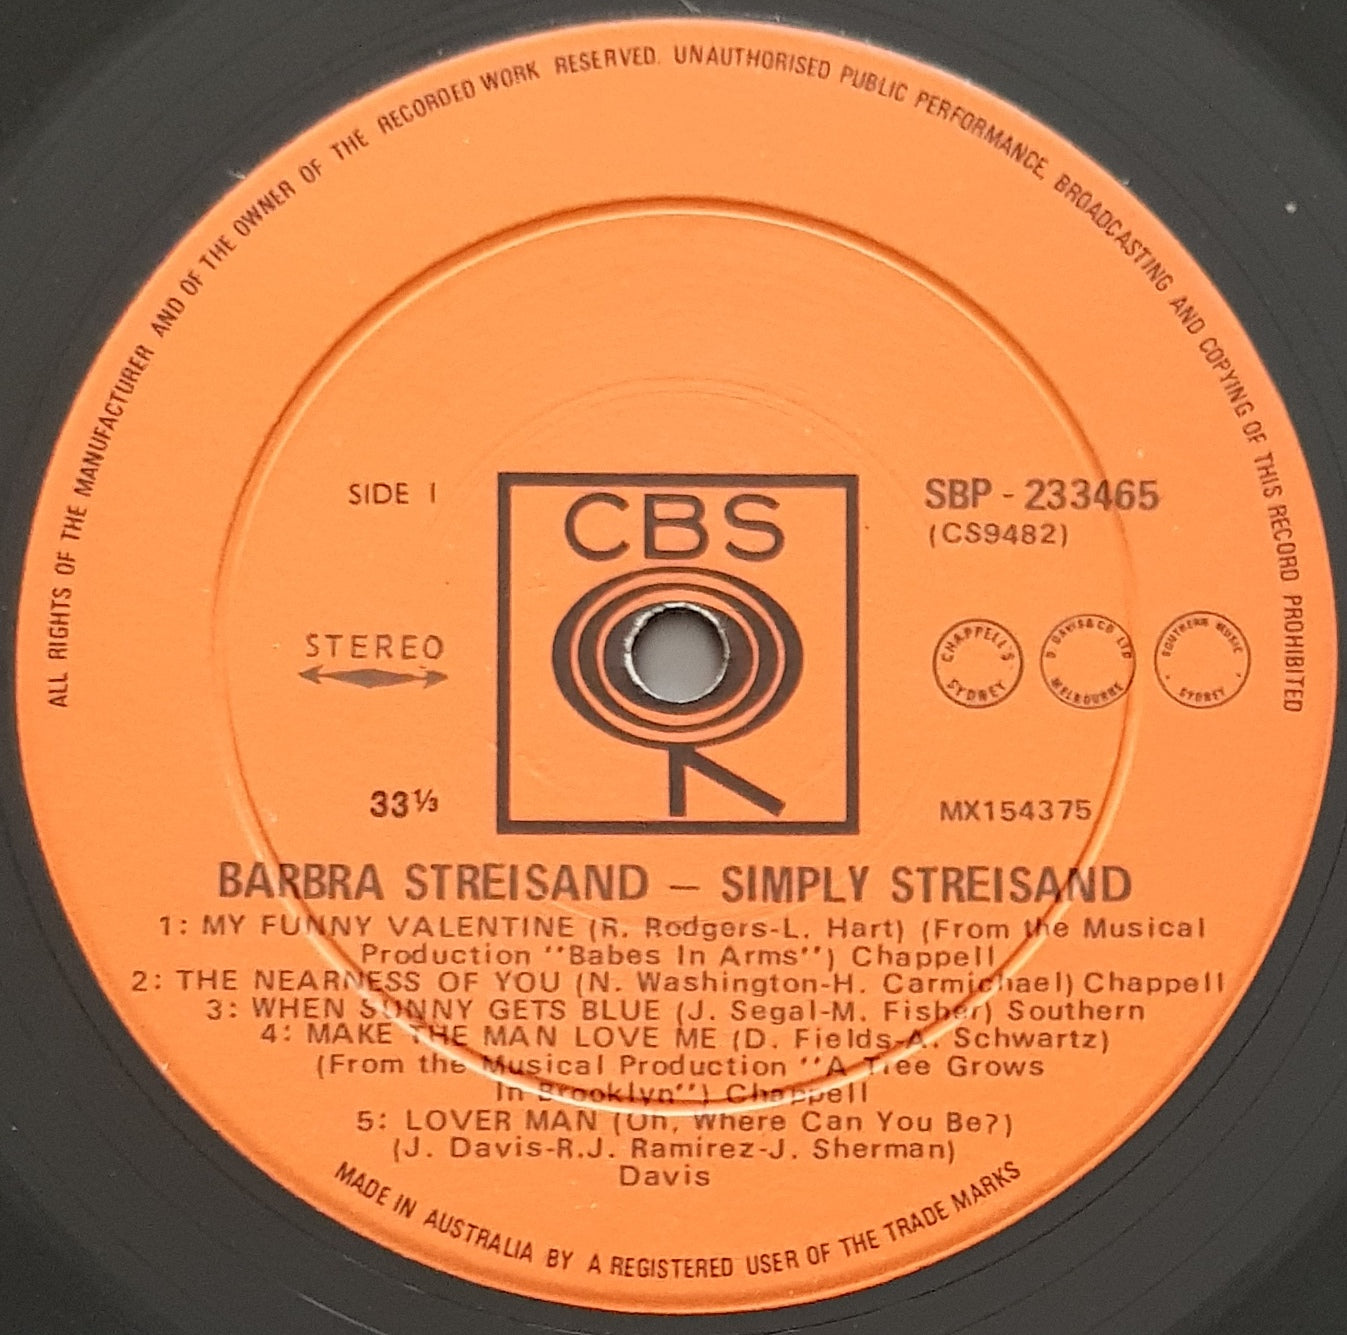 ALL RIGHTS OF THE MANUFACTURER AND OF THE OWNER OF THE RECORDED WORK RESERVED. UNAUTHORISED PUBLIC PERFORMANCE, BROADCASTING AND COPYING OF THIS RECORD PROHIBITED
SIDE 1
CBS
SBP - 233465
(CS9482)
STEREO
CHAPPELL'S SYDNEY
D. DAVIS & CO. LTD MELBOURNE
SOUTHERN MUSIC SYDNEY
33⅓
MX154375
BARBRA STREISAND — SIMPLY STREISAND
1: MY FUNNY VALENTINE (R. Rodgers-L. Hart) (From the Musical
Production "Babes In Arms") Chappell
2: THE NEARNESS OF YOU (N. Washington-H. Carmichael) Chappell
3: WHEN SUNNY GETS BLUE (J. Segal-M. Fisher) Southern
4: MAKE THE MAN LOVE ME (D. Fields-A. Schwartz)
(From the Musical Production "A Tree Grows
In Brooklyn") Chappell
5: LOVER MAN (Oh, Where Can You Be?)
(J. Davis-R.J. Ramirez-J. Sherman)
Davis
MADE IN AUSTRALIA BY A REGISTERED USER OF THE TRADE MARKS